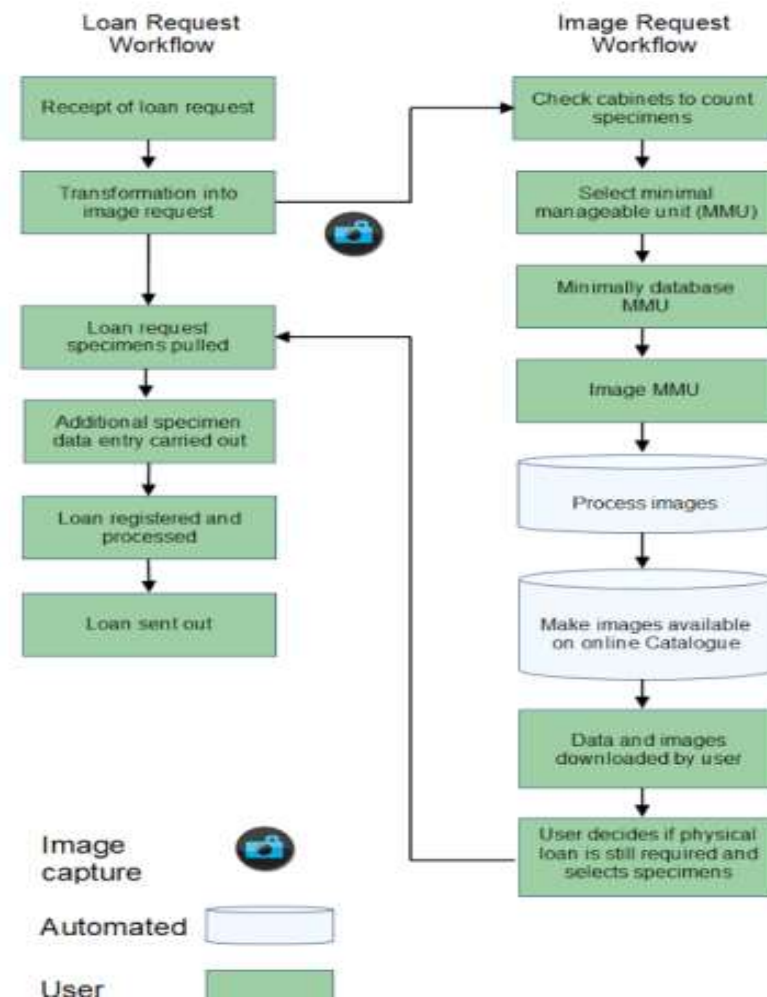 Loan Request
Workflow
Receipt of loan request
Transformation into
image request
Loan request
specimens pulled
Additional specimen
data entry carried out
Loan registered and
processed
Loan sent out
Image Request
Workflow
Check cabinets to count
specimens
Select minimal
manageable unit (MMU)
Minimally database
MMU
Image MMU
Process images
Make images available
on online Catalogue
Data and images
downloaded by user
User decides if physical
loan is still required and
selects specimens
Image
capture
Automated
User